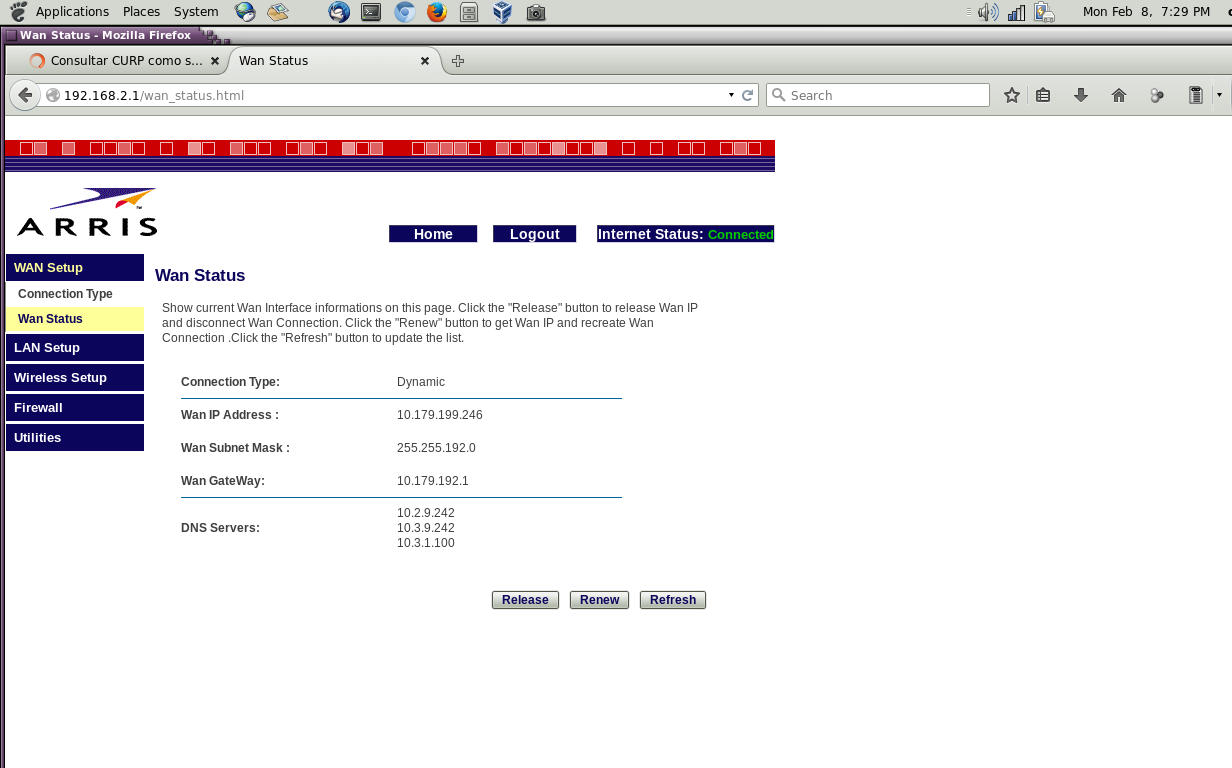 Applications Places System
Mon Feb 8, 7:29 PM
Wan Status - Mozilla Firefox
Consultar CURP como s...
Wan Status
192.168.2.1/wan_status.html
Search
ARRIS
™
Home
Logout
Internet Status: Connected
WAN Setup
Connection Type
Wan Status
LAN Setup
Wireless Setup
Firewall
Utilities
Wan Status
Show current Wan Interface informations on this page. Click the "Release" button to release Wan IP
and disconnect Wan Connection. Click the "Renew" button to get Wan IP and recreate Wan
Connection .Click the "Refresh" button to update the list.
Connection Type: Dynamic
Wan IP Address : 10.179.199.246
Wan Subnet Mask : 255.255.192.0
Wan GateWay: 10.179.192.1
10.2.9.242
DNS Servers: 10.3.9.242
10.3.1.100
Release Renew Refresh